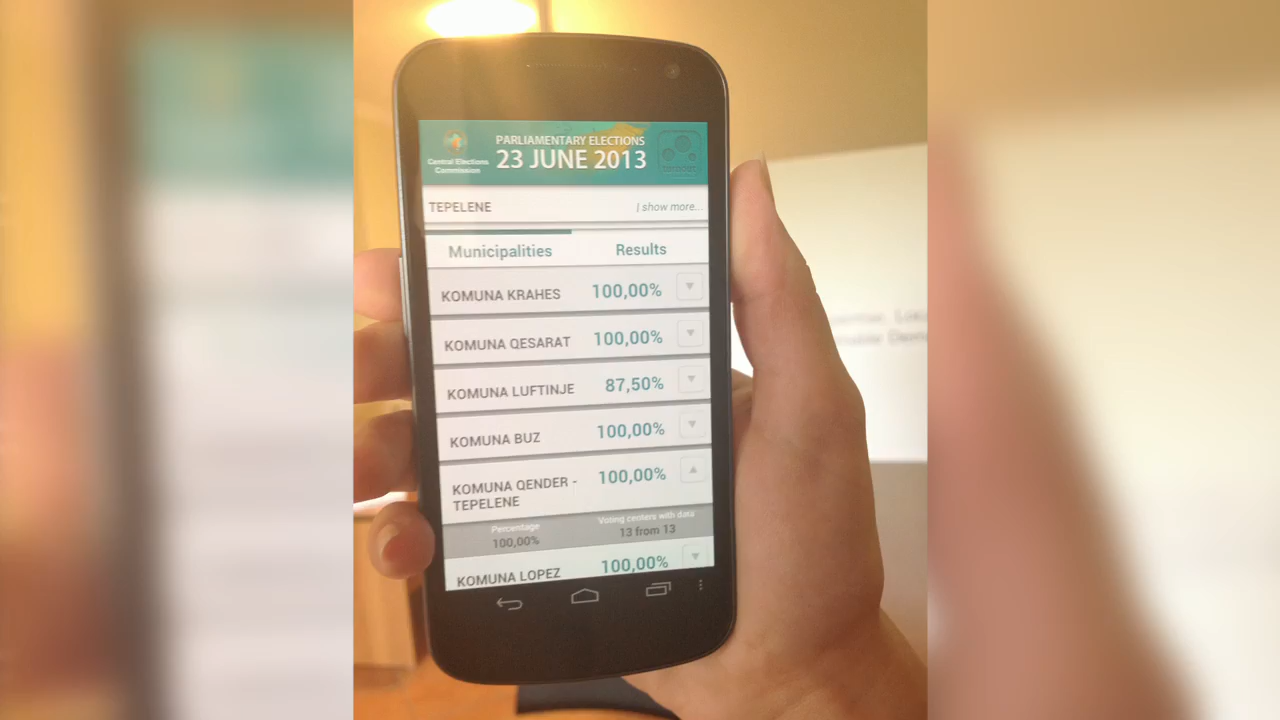 Central Elections
Commission
PARLIAMENTARY ELECTIONS
23 JUNE 2013
TEPELENE
show more...
Municipalities
Results
KOMUNA KRAHES
100,00%
KOMUNA QESARAT
100,00%
KOMUNA LUFTINJE
87,50%
KOMUNA BUZ
100,00%
KOMUNA QENDER -
TEPELENE
100,00%
Percentage
100,00%
Voting centers with data
13 from 13
KOMUNA LOPEZ
100,00%